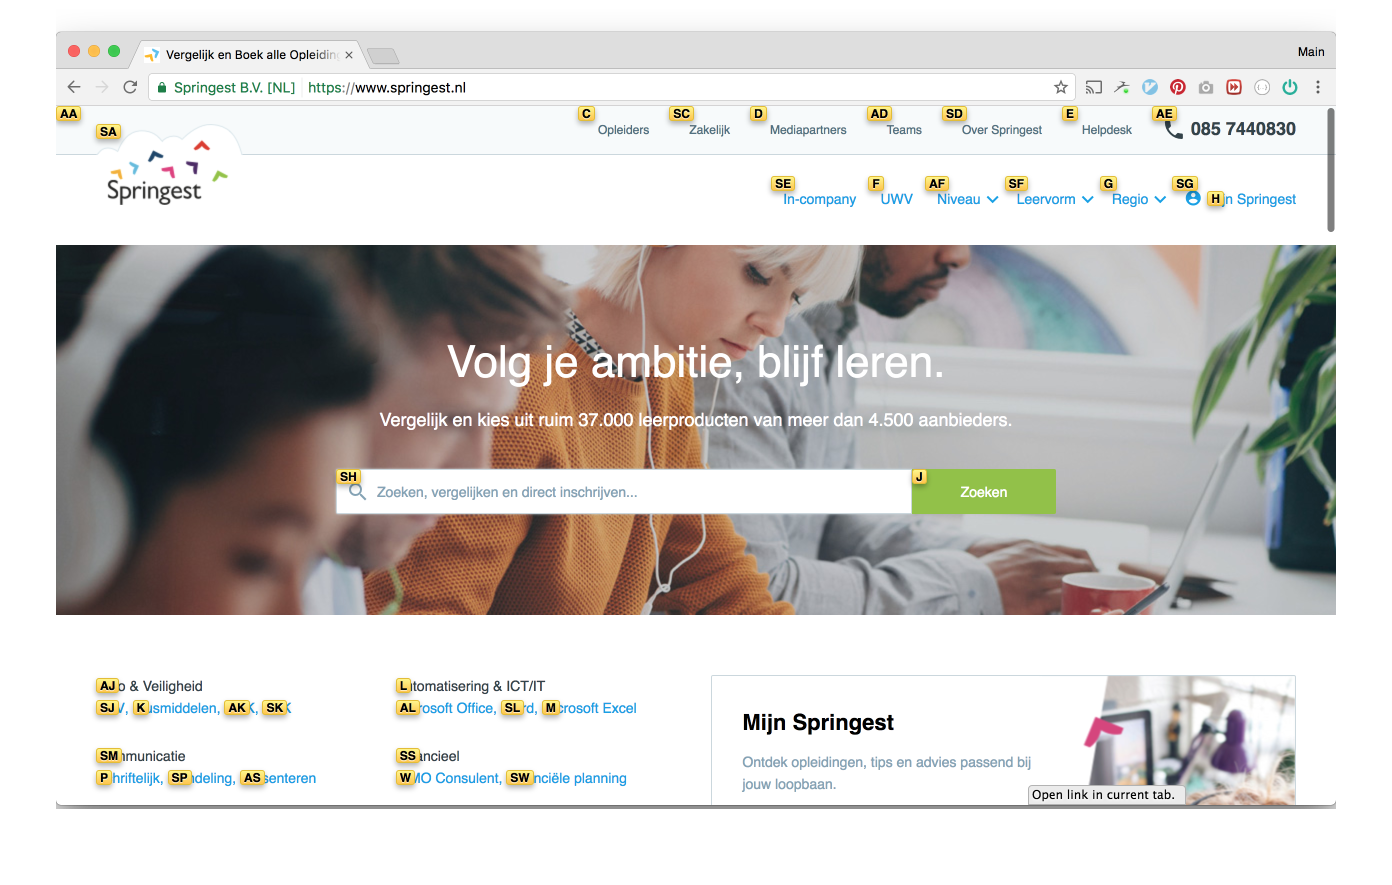 Main
Vergelijk en Boek alle Opleiding
Springest B.V. [NL] https://www.springest.nl
AA SA C SC D AD SD E AE
Opleiders Zakelijk Mediapartners Teams Over Springest Helpdesk 085 7440830
Springest
SE F AF SF G SG H
In-company UWV Niveau Leervorm Regio jn Springest
Volg je ambitie, blijf leren.
Vergelijk en kies uit ruim 37.000 leerproducten van meer dan 4.500 aanbieders.
SH J
Zoeken, vergelijken en direct inschrijven... Zoeken
AJ o & Veiligheid
SJ V, K usmiddelen, AK K, SK K
L tomatisering & ICT/IT
AL rosoft Office, SL rd, M crosoft Excel
SM municatie
P hriftelijk, SP ndeling, AS senteren
SS ancieel
W MO Consulent, SW nciële planning
Mijn Springest
Ontdek opleidingen, tips en advies passend bij
jouw loopbaan.
Open link in current tab.